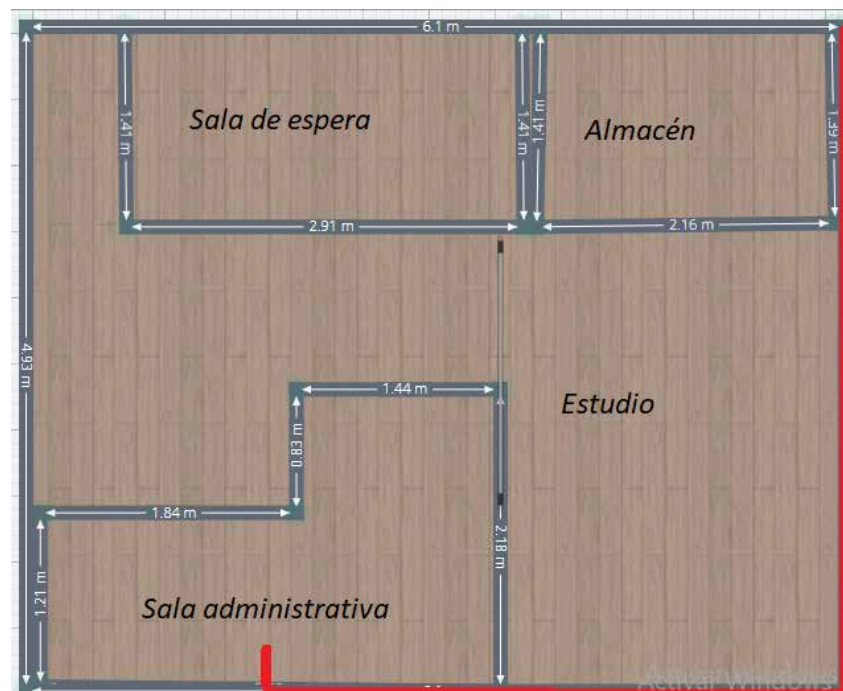 6.1 m
1.41 m
Sala de espera
1.41 m
1.41 m
Almacén
1.39 m
2.91 m
2.16 m
4.93 m
1.44 m
Estudio
0.83 m
1.84 m
2.18 m
1.21 m
Sala administrativa
Activar Windows